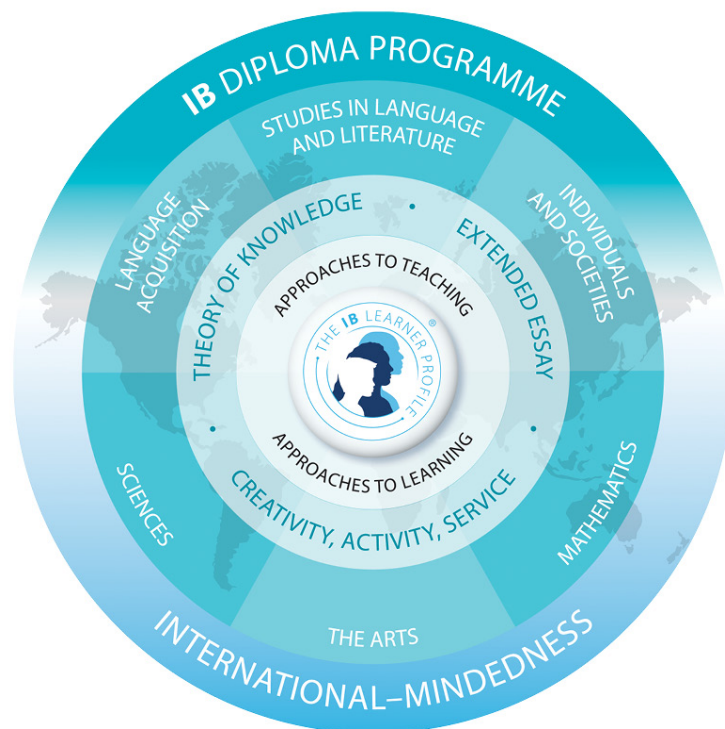 IB DIPLOMA PROGRAMME
STUDIES IN LANGUAGE
AND LITERATURE
LANGUAGE
ACQUISITION
INDIVIDUALS
AND SOCIETIES
THEORY OF KNOWLEDGE
•
EXTENDED ESSAY
•
APPROACHES TO TEACHING
• THE IB LEARNER PROFILE •
®
APPROACHES TO LEARNING
•
CREATIVITY, ACTIVITY, SERVICE
SCIENCES
MATHEMATICS
THE ARTS
INTERNATIONAL–MINDEDNESS